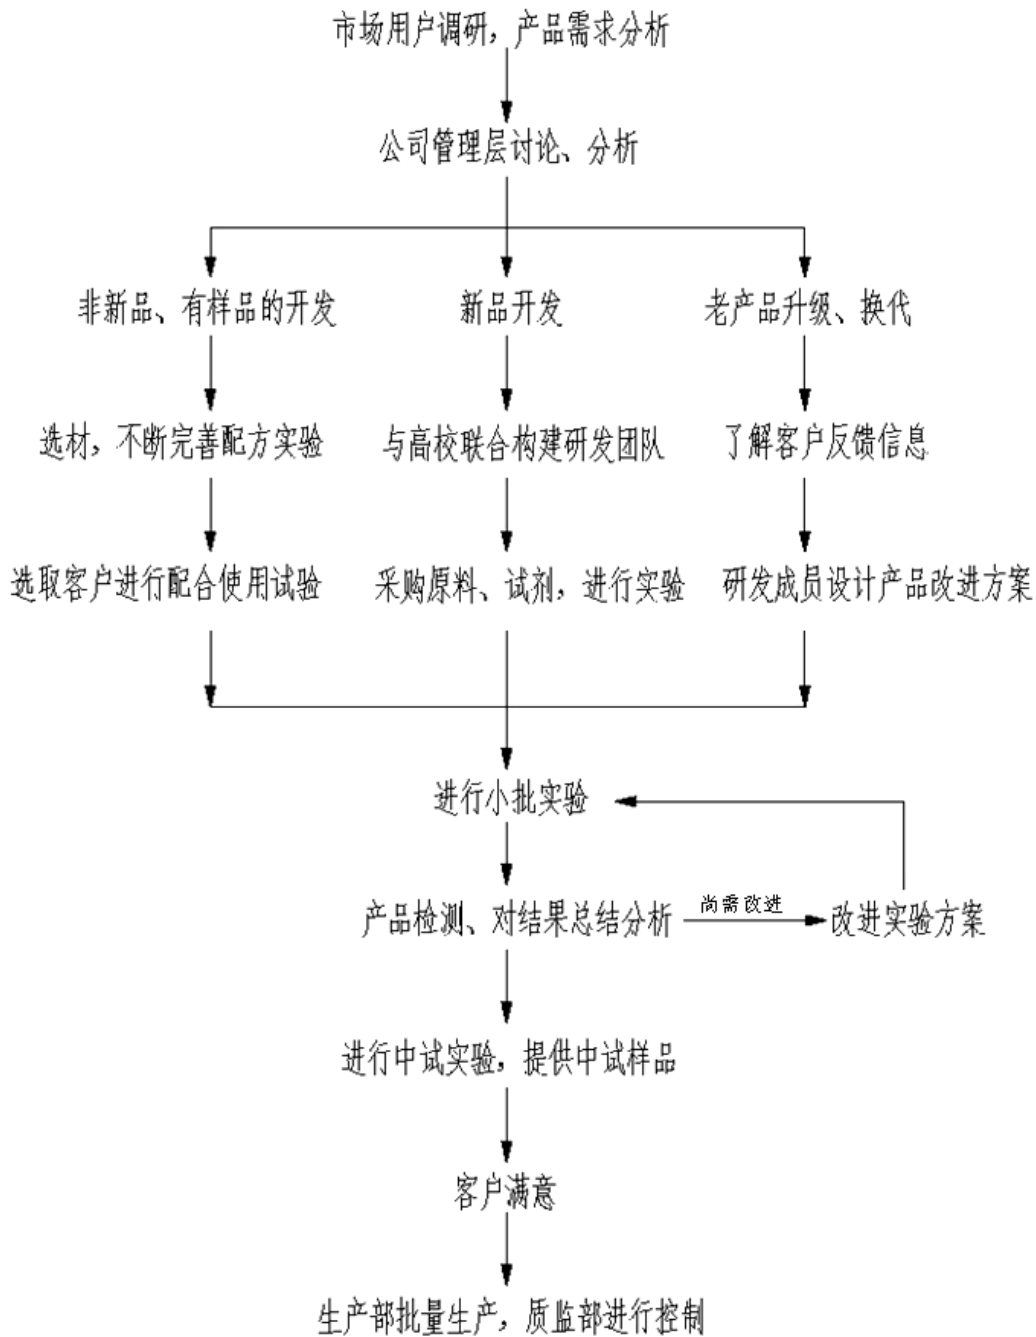 市场用户调研，产品需求分析
公司管理层讨论、分析
非新品、有样品的开发
新品开发
老产品升级、换代
选材，不断完善配方实验
与高校联合构建研发团队
了解客户反馈信息
选取客户进行配合使用试验
采购原料、试剂，进行实验
研发成员设计产品改进方案
进行小批实验
产品检测、对结果总结分析
尚需改进
改进实验方案
进行中试实验，提供中试样品
客户满意
生产部批量生产，质监部进行控制